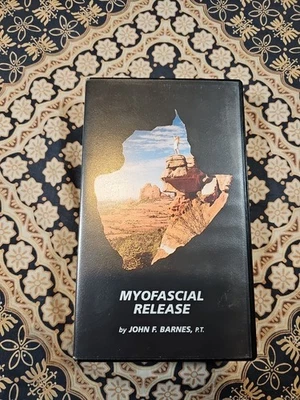 MYOFASCIAL
RELEASE
by JOHN F. BARNES, P.T.